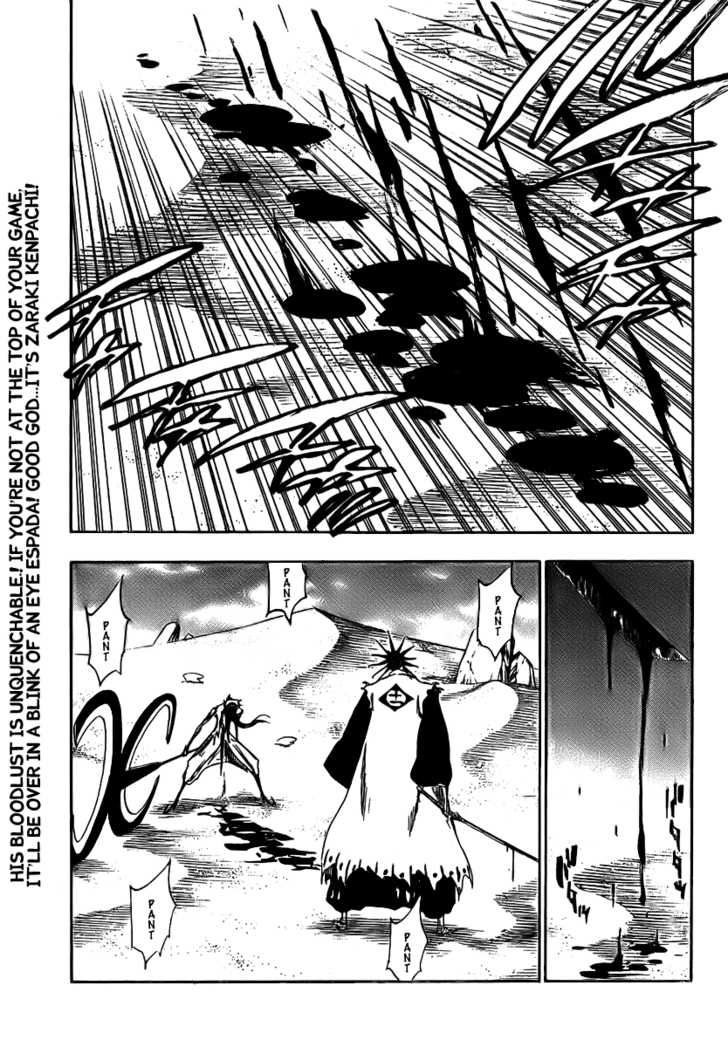 HIS BLOODLUST IS UNQUENCHABLE! IF YOU'RE NOT AT THE TOP OF YOUR GAME,
IT'LL BE OVER IN A BLINK OF AN EYE ESPADA! GOOD GOD...IT'S ZARAKI KENPACHI!
PANT
PANT
PANT
PANT
PANT